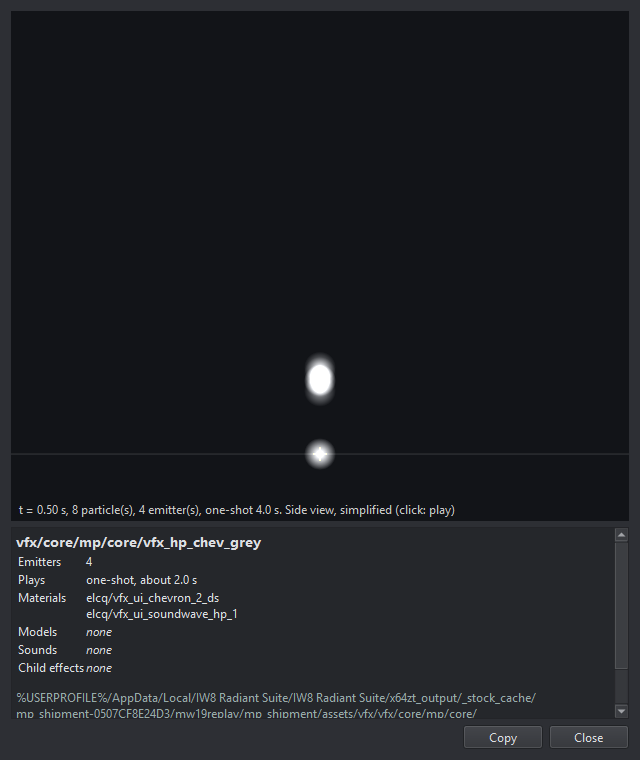 t = 0.50 s, 8 particle(s), 4 emitter(s), one-shot 4.0 s. Side view, simplified (click: play)
vfx/core/mp/core/vfx_hp_chev_grey
Emitters 4
Plays one-shot, about 2.0 s
Materials elcq/vfx_ui_chevron_2_ds
elcq/vfx_ui_soundwave_hp_1
Models none
Sounds none
Child effects none
%USERPROFILE%/AppData/Local/IW8 Radiant Suite/IW8 Radiant Suite/x64zt_output/_stock_cache/
mp_shipment-0507CF8E24D3/mw19replay/mp_shipment/assets/vfx/vfx/core/mp/core/
Copy Close